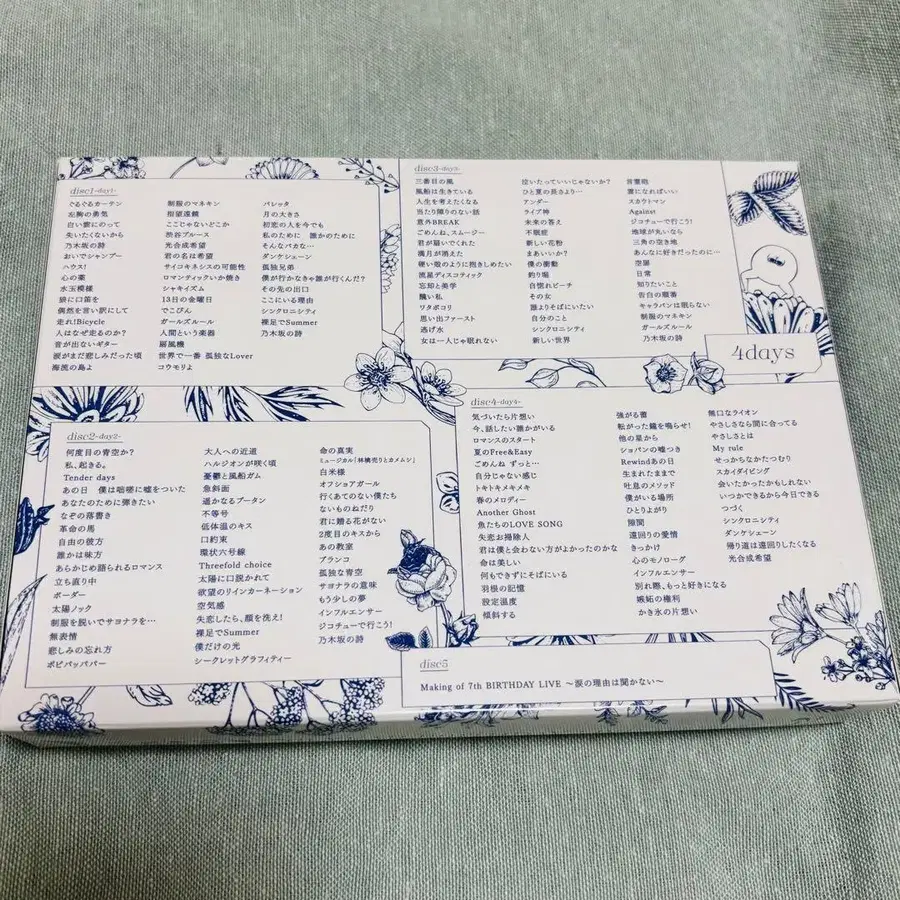 disc1-day1-
ぐるぐるカーテン
左胸の勇気
白い雲にのって
失いたくないから
乃木坂の詩
おいでシャンプー
ハウス!
心の薬
水玉模様
狼に口笛を
偶然を言い訳にして
走れ!Bicycle
人はなぜ走るのか?
音が出ないギター
涙がまだ悲しみだった頃
海流の島よ
制服のマネキン
指望遠鏡
ここじゃないどこか
渋谷ブルース
光合成希望
君の名は希望
サイコキネシスの可能性
ロマンティックいか焼き
シャキイズム
13日の金曜日
でこぴん
ガールズルール
人間という楽器
扇風機
世界で一番 孤独なLover
コウモリよ
バレッタ
月の大きさ
初恋の人を今でも
私のために 誰かのために
そんなバカな…
ダンケシェーン
孤独兄弟
僕が行かなきゃ誰が行くんだ?
その先の出口
ここにいる理由
シンクロニシティ
裸足でSummer
乃木坂の詩
disc2-day2-
何度目の青空か?
私、起きる。
Tender days
あの日 僕は咄嗟に嘘をついた
あなたのために弾きたい
なぞの落書き
革命の馬
自由の彼方
誰かは味方
あらかじめ語られるロマンス
立ち直り中
ボーダー
太陽ノック
制服を脱いでサヨナラを…
無表情
悲しみの忘れ方
ポピパッパパー
大人への近道
ハルジオンが咲く頃
憂鬱と風船ガム
急斜面
遥かなるブータン
不等号
低体温のキス
口約束
環状六号線
Threefold choice
太陽に口説かれて
欲望のリインカーネーション
空気感
失恋したら、顔を洗え!
裸足でSummer
僕だけの光
シークレットグラフィティー
命の真実
ミュージカル「林檎売りとカメムシ」
白米様
オフショアガール
行くあてのない僕たち
ないものねだり
君に贈る花がない
2度目のキスから
あの教室
ブランコ
孤独な青空
サヨナラの意味
もう少しの夢
インフルエンサー
ジコチューで行こう!
乃木坂の詩
disc3-day3-
三番目の風
風船は生きている
人生を考えたくなる
当たり障りのない話
意外BREAK
ごめんね、スムージー
君が扇いでくれた
満月が消えた
硬い殻のように抱きしめたい
流星ディスコティック
忘却と美学
醜い私
ワタボコリ
思い出ファースト
逃げ水
女は一人じゃ眠れない
泣いたっていいじゃないか?
ひと夏の長さより…
アンダー
ライブ神
未来の答え
不眠症
新しい花粉
まあいいか?
僕の衝動
釣り堀
自惚れビーチ
その女
誰よりそばにいたい
自分のこと
シンクロニシティ
新しい世界
言霊砲
雲になればいい
スカウトマン
Against
ジコチューで行こう!
地球が丸いなら
三角の空き地
あんなに好きだったのに…
空扉
日常
知りたいこと
告白の順番
キャラバンは眠らない
制服のマネキン
ガールズルール
乃木坂の詩
4days
disc4-day4-
気づいたら片想い
今、話したい誰かがいる
ロマンスのスタート
夏のFree&Easy
ごめんね ずっと…
自分じゃない感じ
トキトキメキメキ
春のメロディー
Another Ghost
魚たちのLOVE SONG
失恋お掃除人
君は僕と会わない方がよかったのかな
命は美しい
何もできずにそばにいる
羽根の記憶
設定温度
傾斜する
強がる蕾
転がった鐘を鳴らせ!
他の星から
ショパンの嘘つき
Rewindあの日
生まれたままで
吐息のメソッド
僕がいる場所
ひとりよがり
隙間
遠回りの愛情
きっかけ
心のモノローグ
インフルエンサー
別れ際、もっと好きになる
嫉妬の権利
かき氷の片想い
無口なライオン
やさしさなら間に合ってる
やさしさとは
My rule
せっかちなかたつむり
スカイダイビング
会いたかったかもしれない
いつかできるから今日できる
つづく
シンクロニシティ
ダンケシェーン
帰り道は遠回りしたくなる
光合成希望
disc5
Making of 7th BIRTHDAY LIVE ～涙の理由は聞かない～